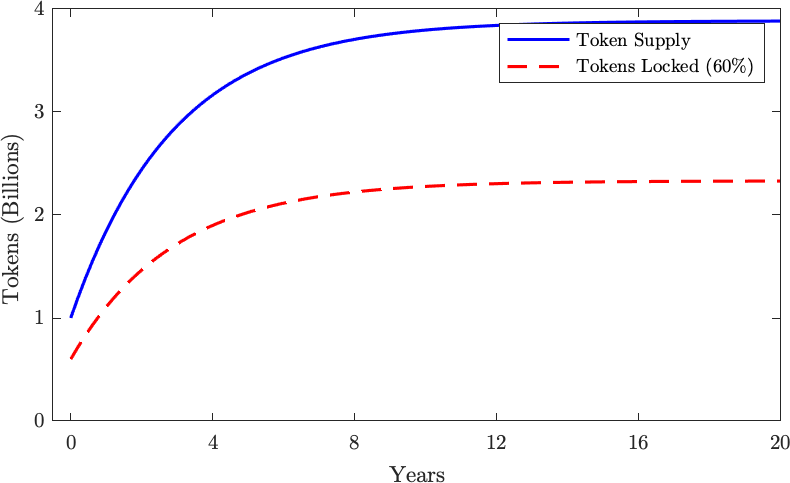 4
3
2
1
0
Tokens (Billions)
Token Supply
Tokens Locked (60%)
0 4 8 12 16 20
Years